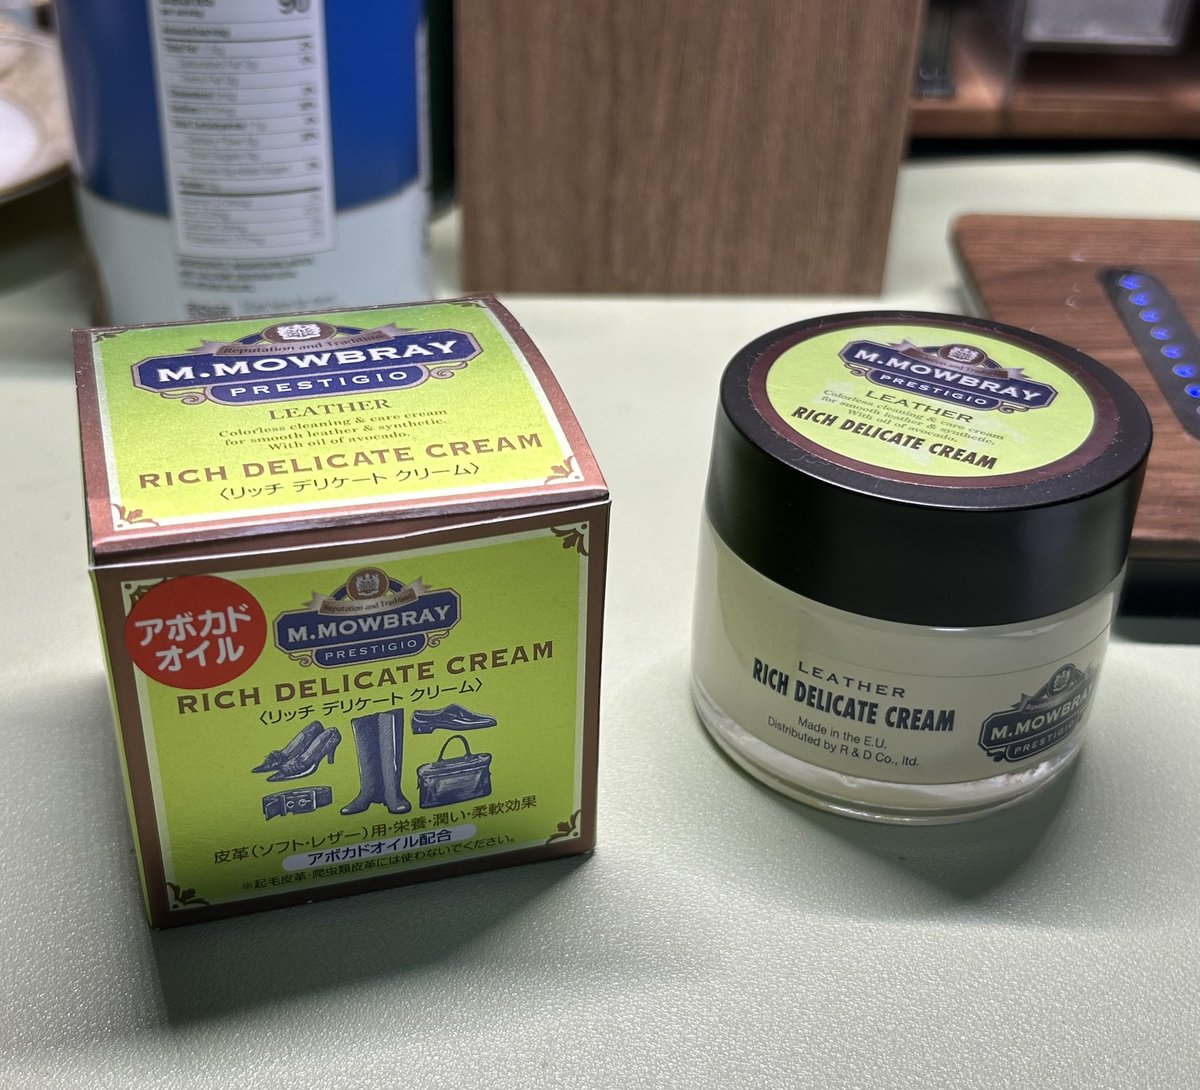 90
Reputation and Tradition
M.MOWBRAY
PRESTIGIO
LEATHER
Colorless cleaning & care cream
for smooth leather & synthetic.
With oil of avocado.
RICH DELICATE CREAM
〈リッチ デリケート クリーム〉
アボカド
オイル
Reputation and Tradition
M.MOWBRAY
PRESTIGIO
RICH DELICATE CREAM
〈リッチ デリケート クリーム〉
皮革(ソフト・レザー)用・栄養・潤い・柔軟効果
アボカドオイル配合
※起毛皮革・爬虫類皮革には使わないでください。
Reputation and Tradition
M.MOWBRAY
PRESTIGIO
LEATHER
Colorless cleaning & care cream
for smooth leather & synthetic.
With oil of avocado.
RICH DELICATE CREAM
LEATHER
RICH DELICATE CREAM
Made in the E.U.
Distributed by R & D Co., ltd.
M.MOWBRAY
PRESTIGIO